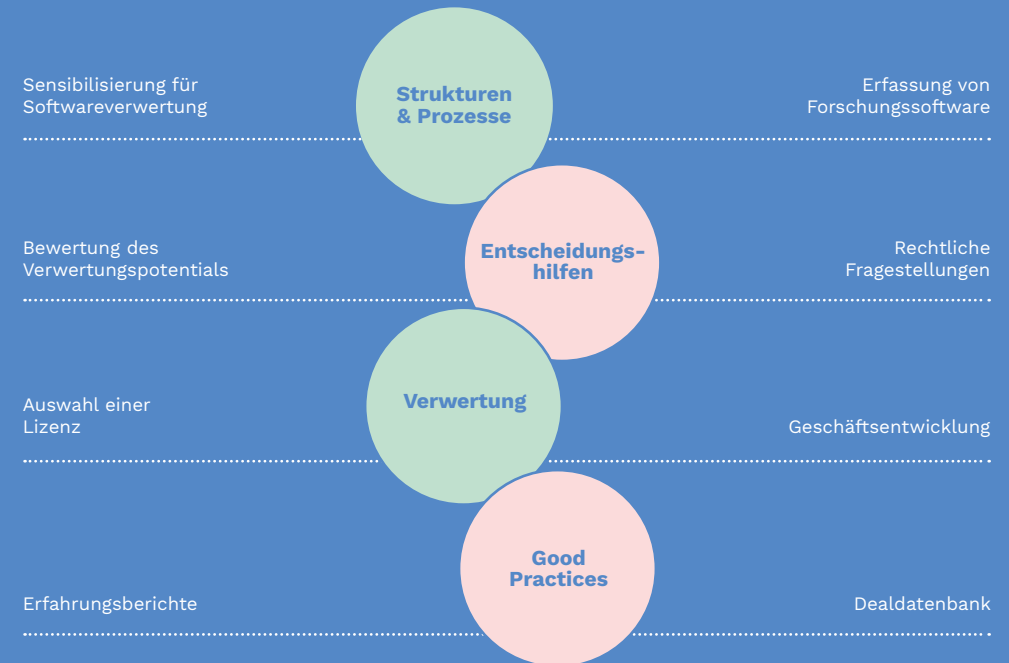 Sensibilisierung für
Softwareverwertung
Strukturen
& Prozesse
Erfassung von
Forschungssoftware
Bewertung des
Verwertungspotentials
Entscheidungs-
hilfen
Rechtliche
Fragestellungen
Auswahl einer
Lizenz
Verwertung
Geschäftsentwicklung
Erfahrungsberichte
Good
Practices
Dealdatenbank